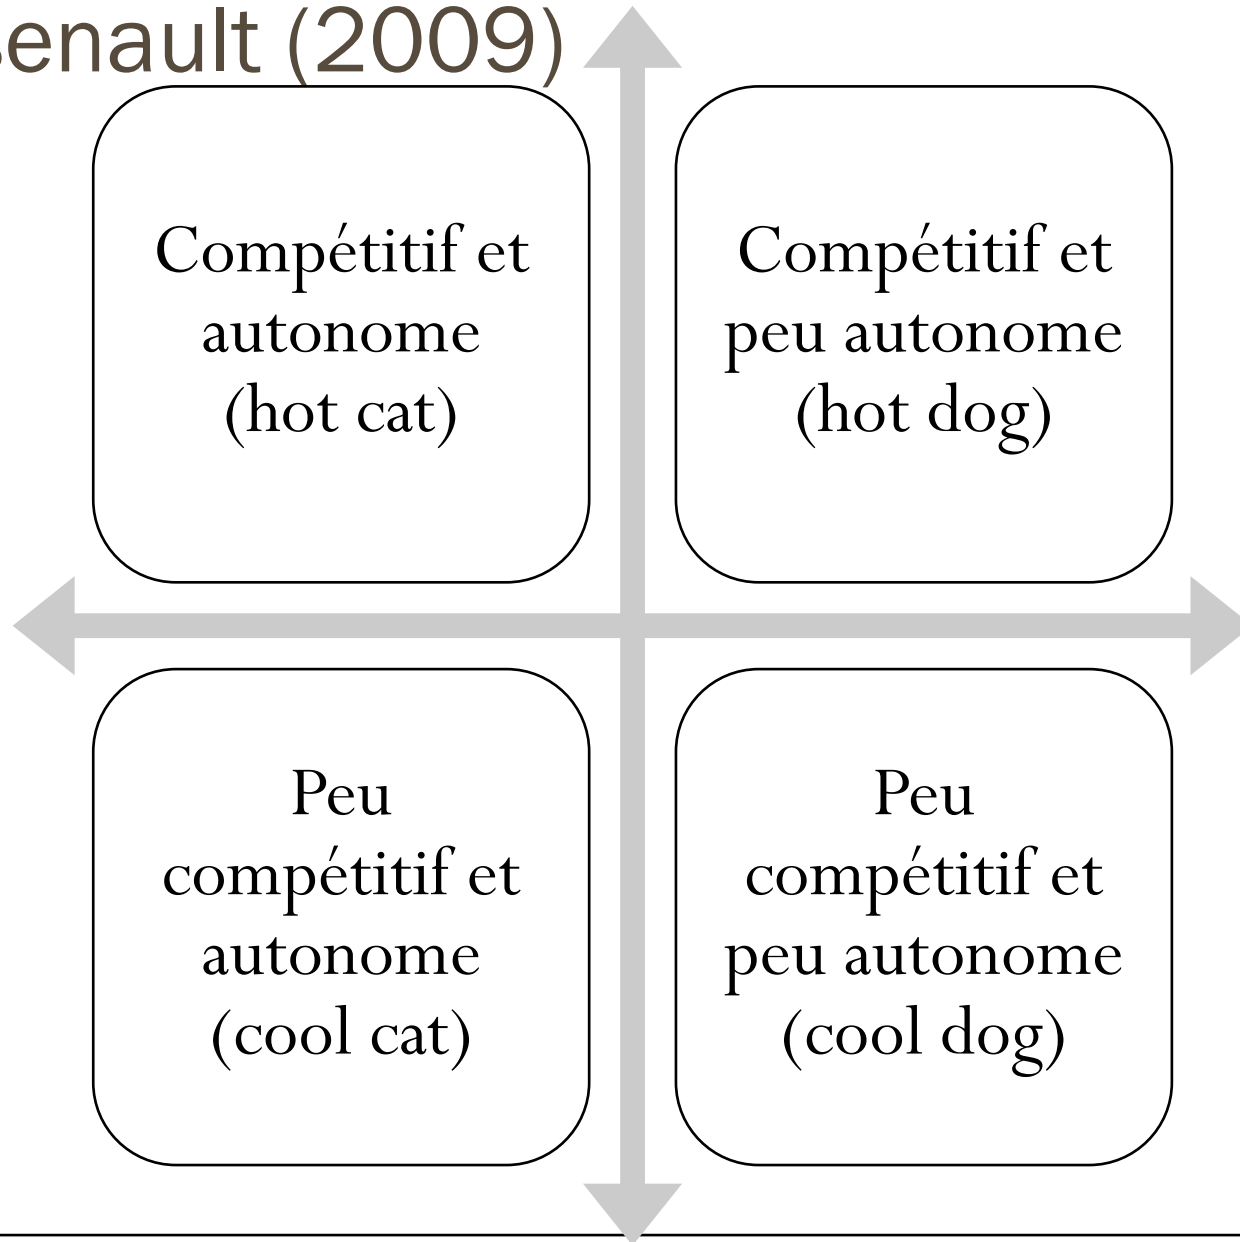 senault (2009)
Compétitif et
autonome
(hot cat)
Compétitif et
peu autonome
(hot dog)
Peu
compétitif et
autonome
(cool cat)
Peu
compétitif et
peu autonome
(cool dog)